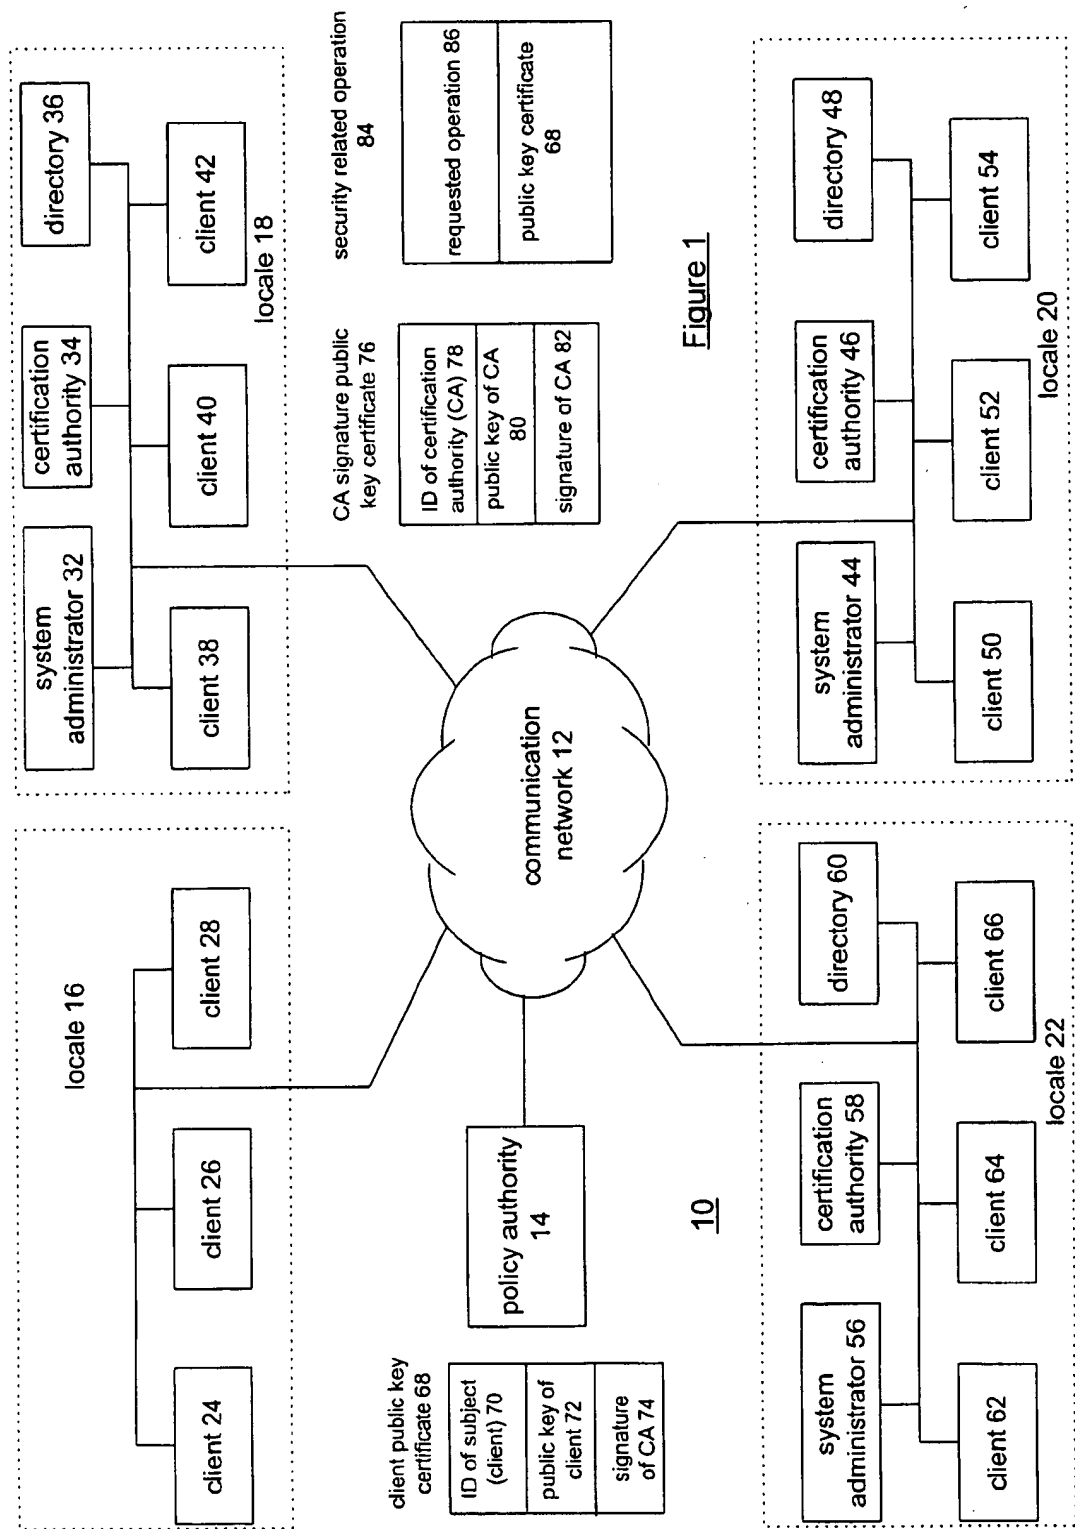 locale 16
client 24
client 26
client 28
system
administrator 32
certification
authority 34
directory 36
client 38
client 40
client 42
locale 18
client public key
certificate 68
ID of subject
(client) 70
public key of
client 72
signature
of CA 74
policy authority
14
communication
network 12
CA signature public
key certificate 76
ID of certification
authority (CA) 78
public key of CA
80
signature of CA 82
security related operation
84
requested operation 86
public key certificate
68
10
Figure 1
system
administrator 56
certification
authority 58
directory 60
client 62
client 64
client 66
locale 22
system
administrator 44
certification
authority 46
directory 48
client 50
client 52
client 54
locale 20